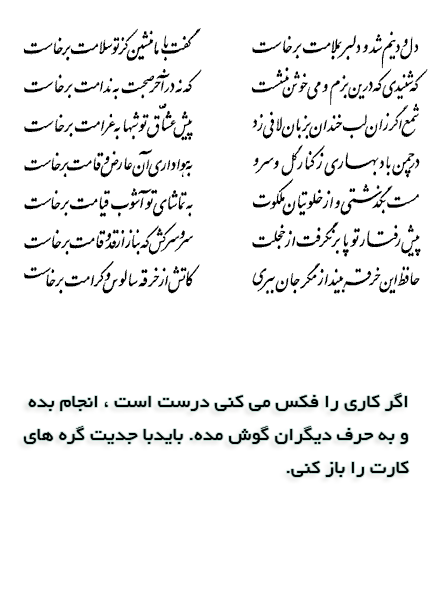 دل و دینم شد و دلبر بملامت برخاست گفت با ما منشین کز تو سلامت برخاست
که شنیدی که درین بزم دمی خوش بنشست که نه در آخر صحبت به ندامت برخاست
شمع اگر زان لب خندان بزبان لافی زد پیش عشاق تو شبها به غرامت برخاست
در چمن باد بهاری ز کنار گل و سرو بهواداری آن عارض و قامت برخاست
مست بگذشتی و از خلوتیان ملکوت به تماشای تو آشوب قیامت برخاست
پیش رفتار تو پا برنگرفت از خجلت سرو سرکش که بناز از قد و قامت برخاست
حافظ این خرقه بینداز مگر جان ببری کاتش از خرقه سالوس و کرامت برخاست
اگر کاری را فکس می کنی درست است ، انجام بده
و به حرف دیگران گوش مده. بایدبا جدیت گره های
کارت را باز کنی.